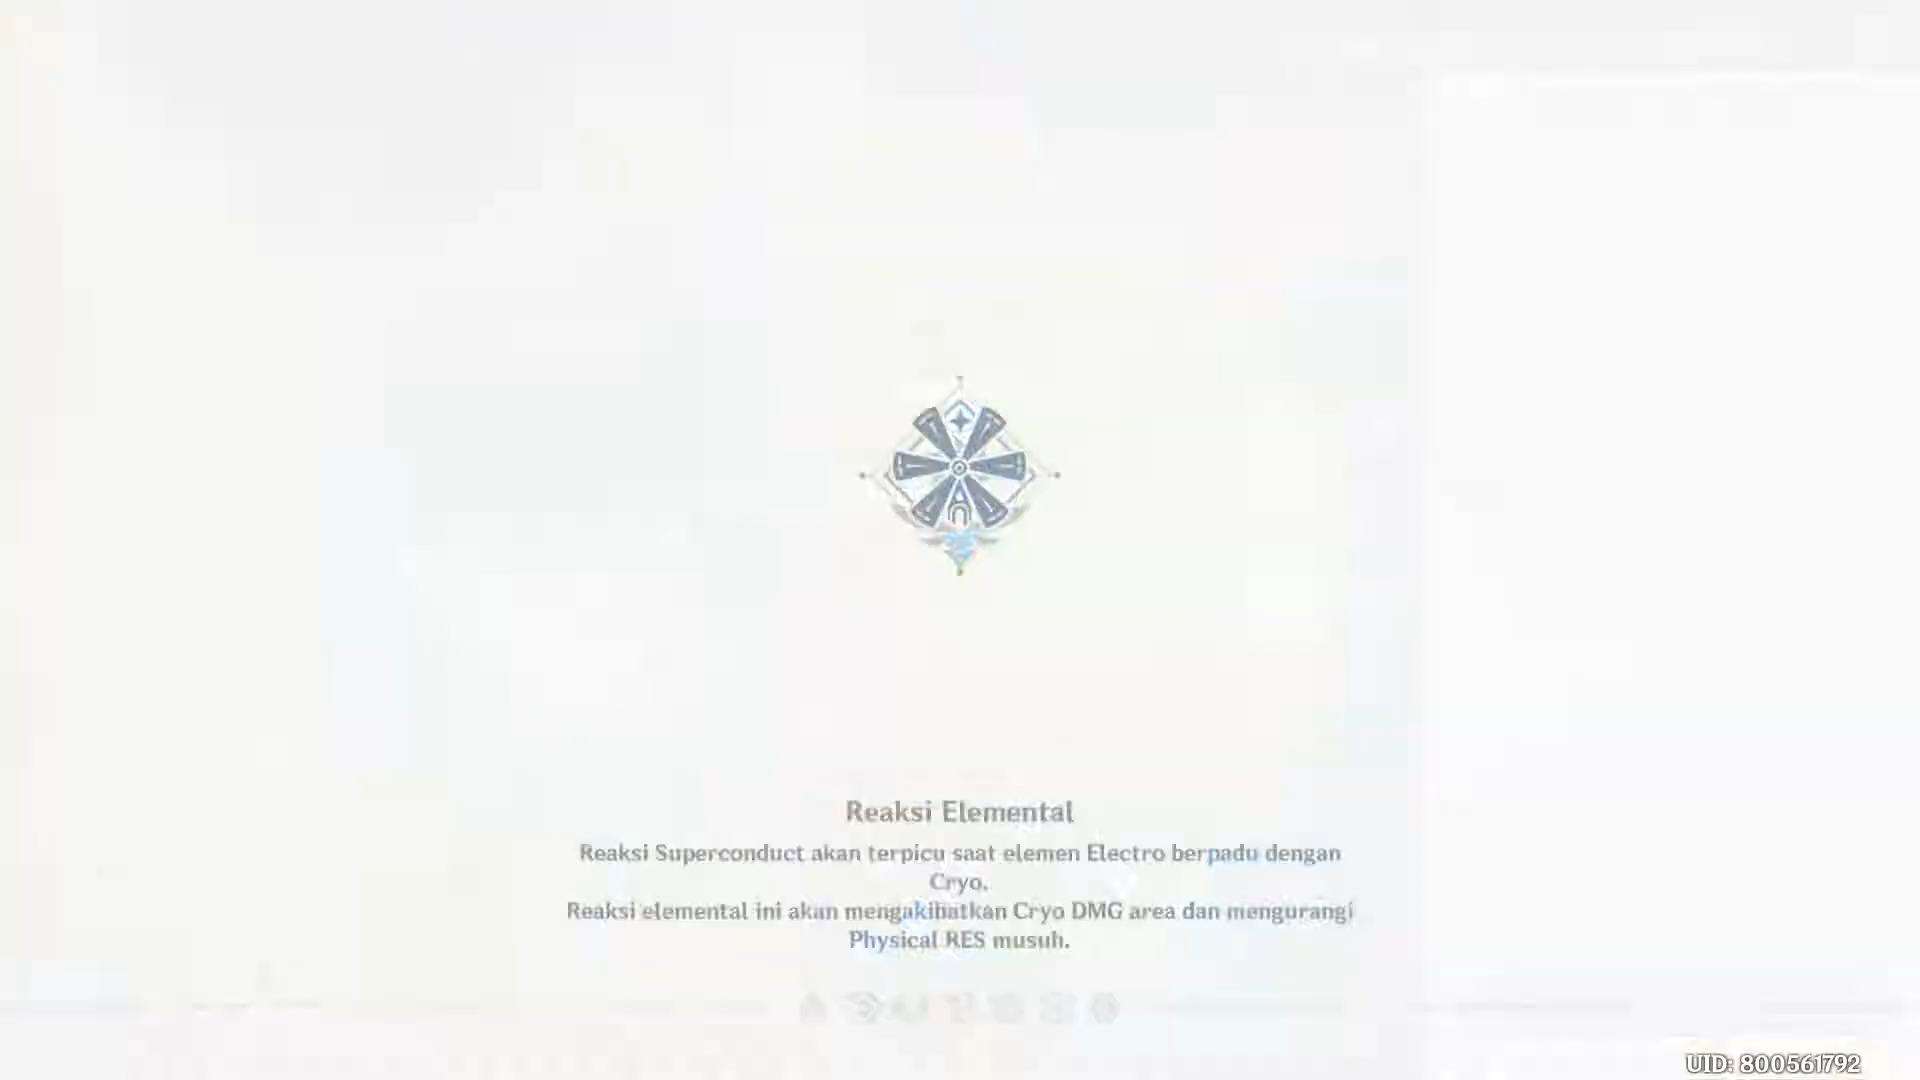 Reaksi Elemental
Reaksi Superconduct akan terpicu saat elemen Electro berpadu dengan
Cryo.
Reaksi elemental ini akan mengakibatkan Cryo DMG area dan mengurangi
Physical RES musuh.
UID: 800561792